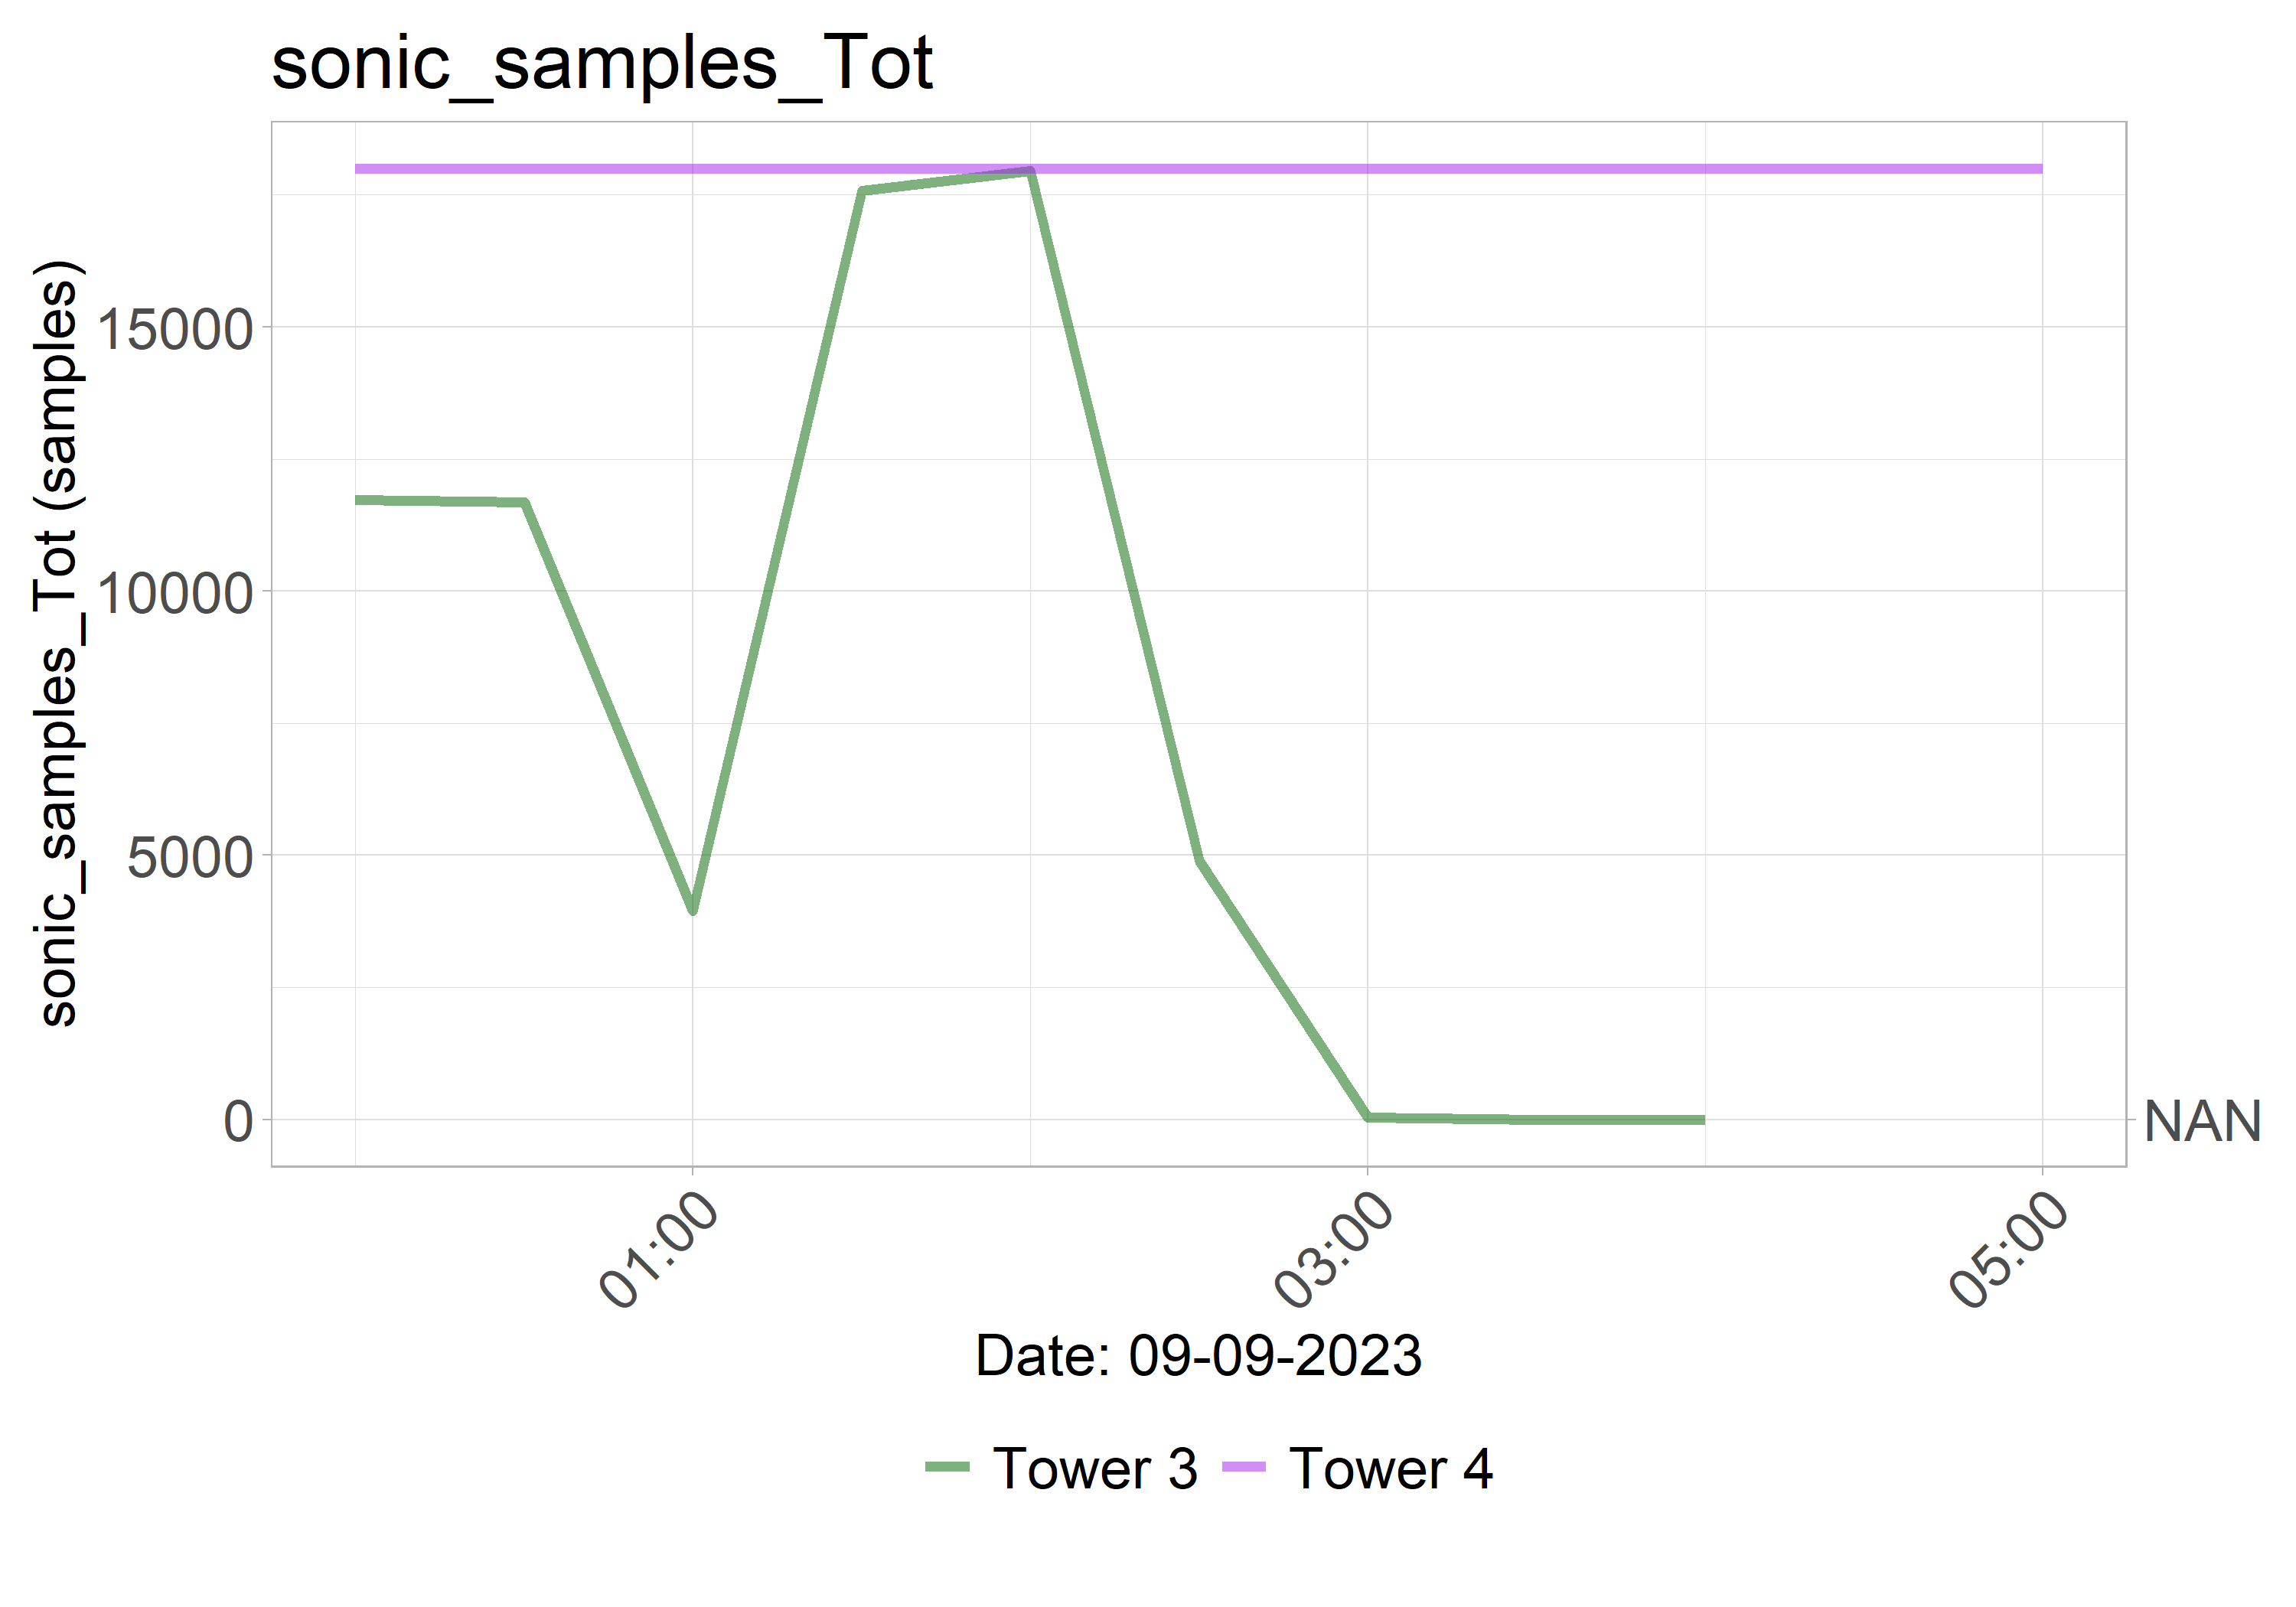 sonic_samples_Tot
sonic_samples_Tot (samples)
15000
10000
5000
0
NAN
01:00
03:00
05:00
Date: 09-09-2023
Tower 3
Tower 4